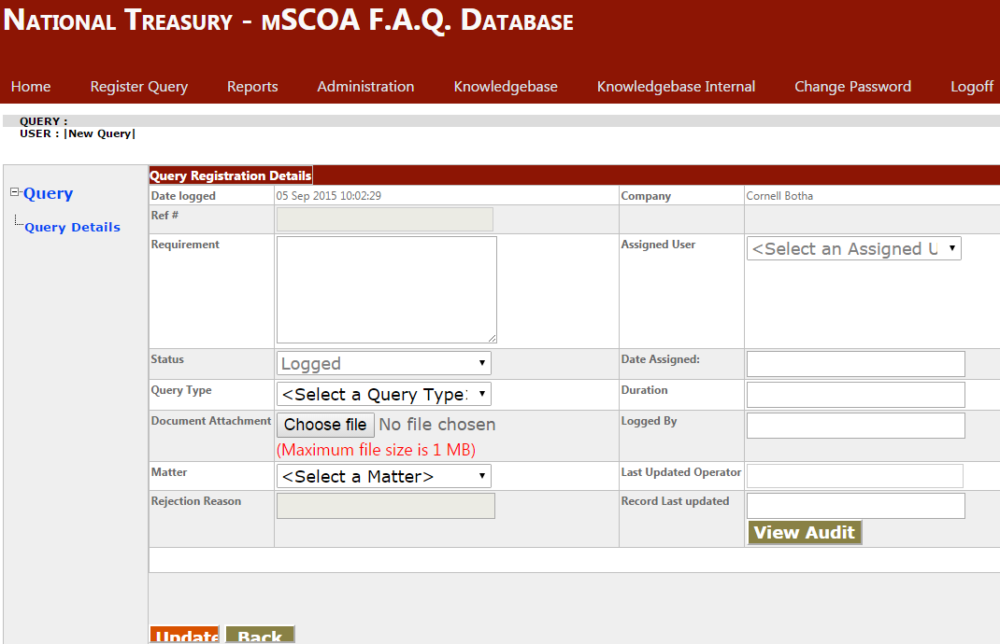 National Treasury - mSCOA F.A.Q. Database
Home Register Query Reports Administration Knowledgebase Knowledgebase Internal Change Password Logoff
QUERY :
USER : |New Query|
Query
Query Details
Query Registration Details
Date logged 05 Sep 2015 10:02:29 Company Cornell Botha
Ref #
Requirement Assigned User <Select an Assigned U
Status Logged Date Assigned:
Query Type <Select a Query Type> Duration
Document Attachment Choose file No file chosen Logged By
(Maximum file size is 1 MB)
Matter <Select a Matter> Last Updated Operator
Rejection Reason Record Last updated
View Audit
Update Back